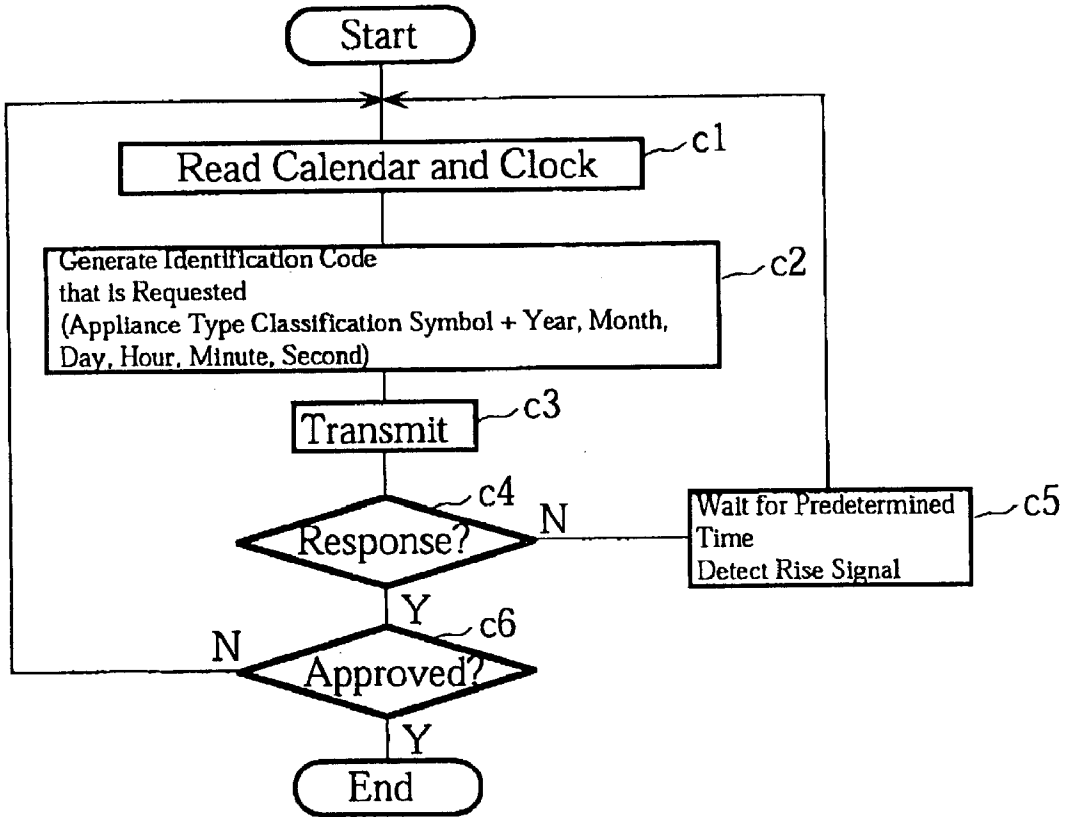 Start
Read Calendar and Clock
c1
Generate Identification Code
that is Requested
(Appliance Type Classification Symbol + Year, Month,
Day, Hour, Minute, Second)
c2
Transmit
c3
Response?
c4
N
Wait for Predetermined
Time
Detect Rise Signal
c5
Y
Approved?
c6
N
Y
End